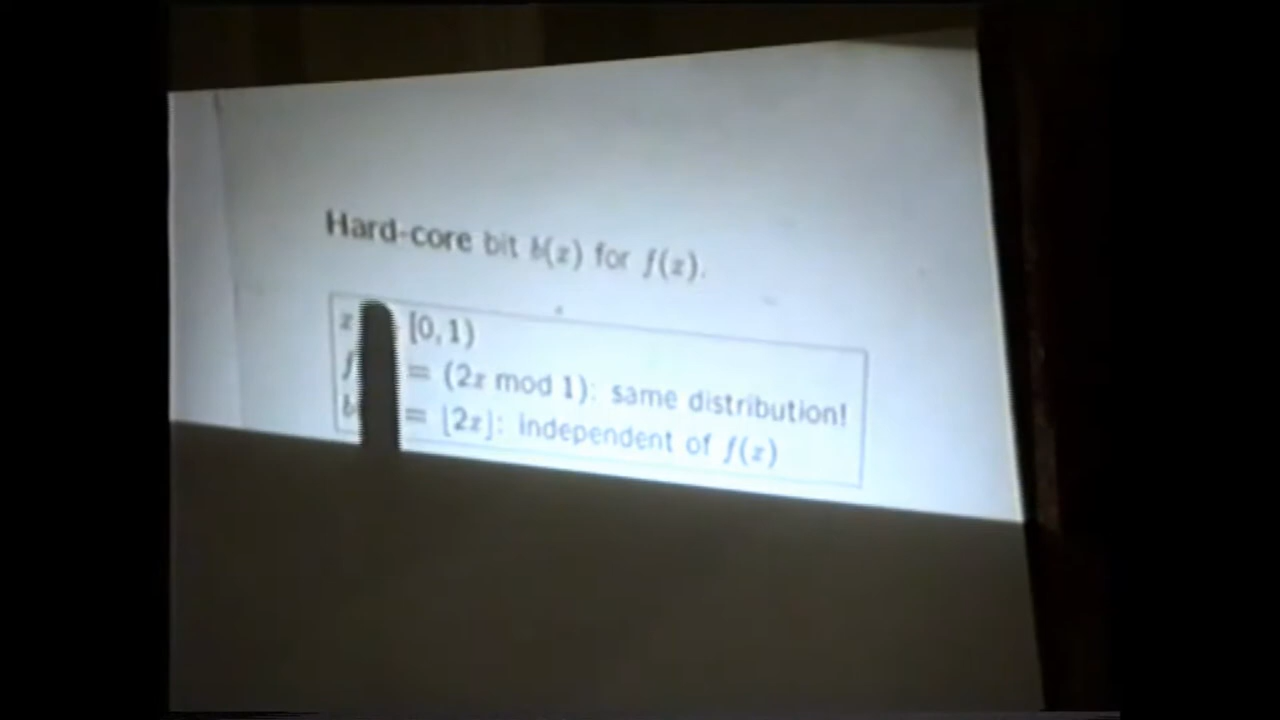 Hard-core bit b(x) for f(x).
x [0, 1)
f = (2x mod 1): same distribution!
b = ⌊2x⌋: independent of f(x)